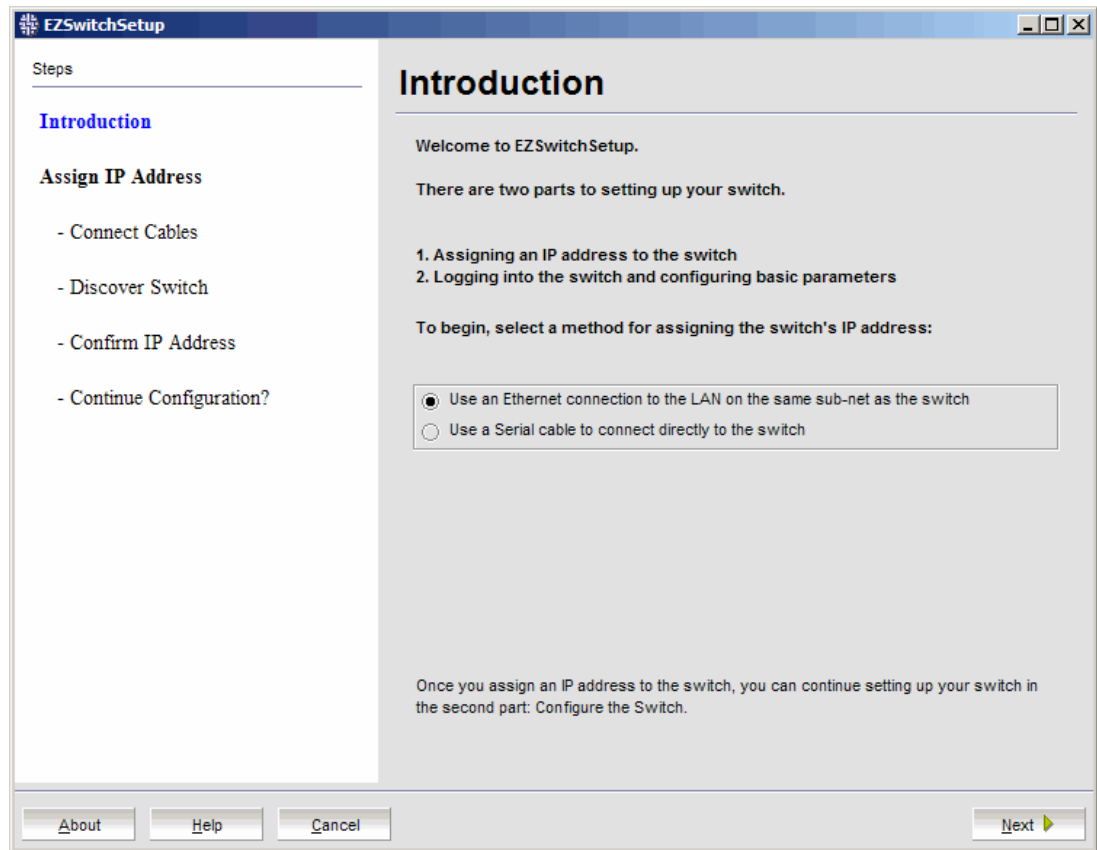 EZSwitchSetup
Steps
Introduction
Assign IP Address
- Connect Cables
- Discover Switch
- Confirm IP Address
- Continue Configuration?
Introduction
Welcome to EZSwitchSetup.
There are two parts to setting up your switch.
1. Assigning an IP address to the switch
2. Logging into the switch and configuring basic parameters
To begin, select a method for assigning the switch's IP address:
Use an Ethernet connection to the LAN on the same sub-net as the switch
Use a Serial cable to connect directly to the switch
Once you assign an IP address to the switch, you can continue setting up your switch in
the second part: Configure the Switch.
About Help Cancel Next